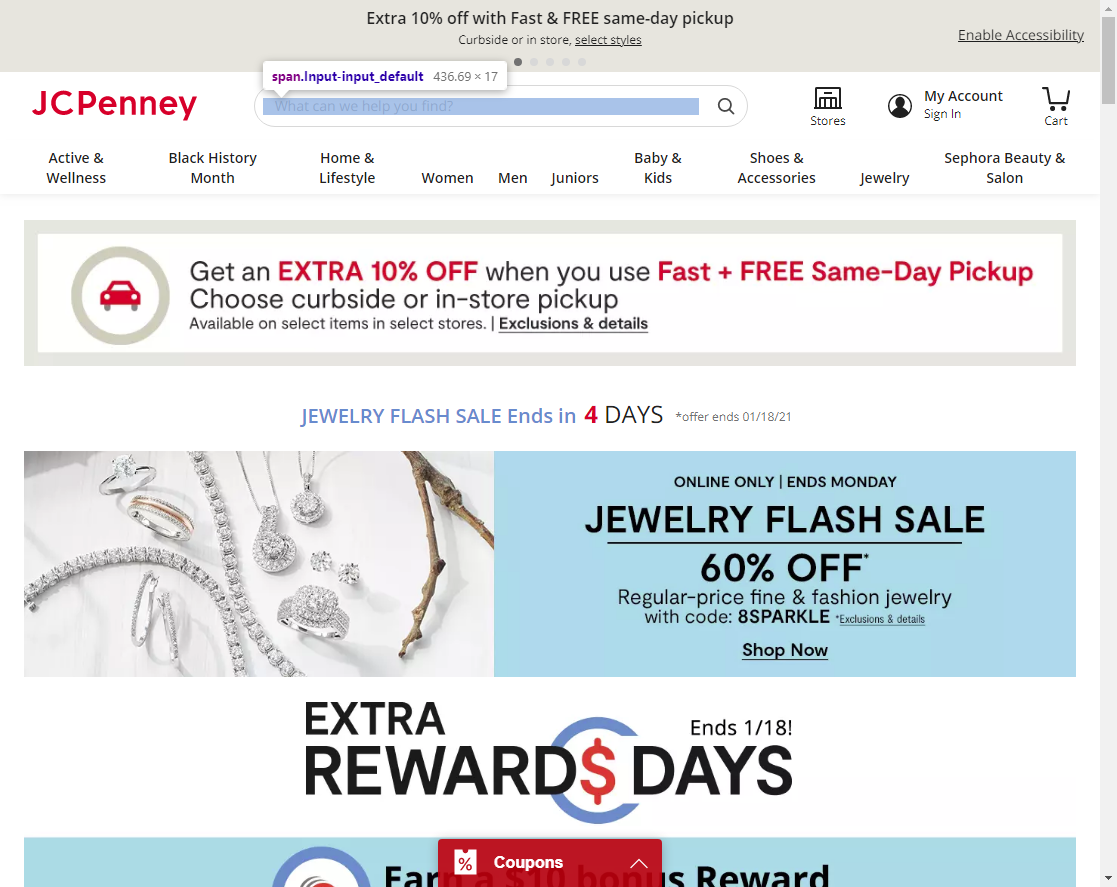 Extra 10% off with Fast & FREE same-day pickup
Curbside or in store, select styles
Enable Accessibility
span.Input-input_default 436.69 × 17
JCPenney
What can we help you find?
Stores
My Account
Sign In
Cart
Active & Wellness
Black History Month
Home & Lifestyle
Women
Men
Juniors
Baby & Kids
Shoes & Accessories
Jewelry
Sephora Beauty & Salon
Get an EXTRA 10% OFF when you use Fast + FREE Same-Day Pickup
Choose curbside or in-store pickup
Available on select items in select stores. | Exclusions & details
JEWELRY FLASH SALE Ends in 4 DAYS *offer ends 01/18/21
ONLINE ONLY | ENDS MONDAY
JEWELRY FLASH SALE
60% OFF*
Regular-price fine & fashion jewelry
with code: 8SPARKLE *Exclusions & details
Shop Now
EXTRA
Ends 1/18!
REWARD$ DAYS
Earn a $10 bonus Reward
% Coupons